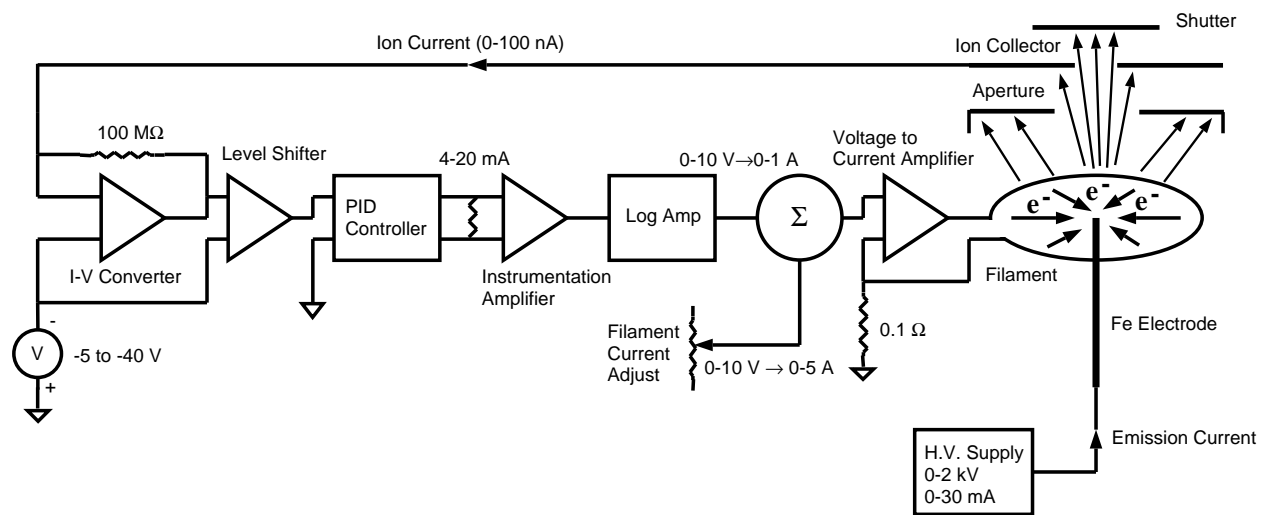 Shutter
Ion Current (0-100 nA)
Ion Collector
Aperture
100 MΩ
Level Shifter
4-20 mA
0-10 V→0-1 A
Voltage to
Current Amplifier
PID
Controller
Log Amp
Σ
e-
e-
e-
I-V Converter
Instrumentation
Amplifier
Filament
-
V
+
-5 to -40 V
Filament
Current
Adjust
0-10 V → 0-5 A
0.1 Ω
Fe Electrode
Emission Current
H.V. Supply
0-2 kV
0-30 mA